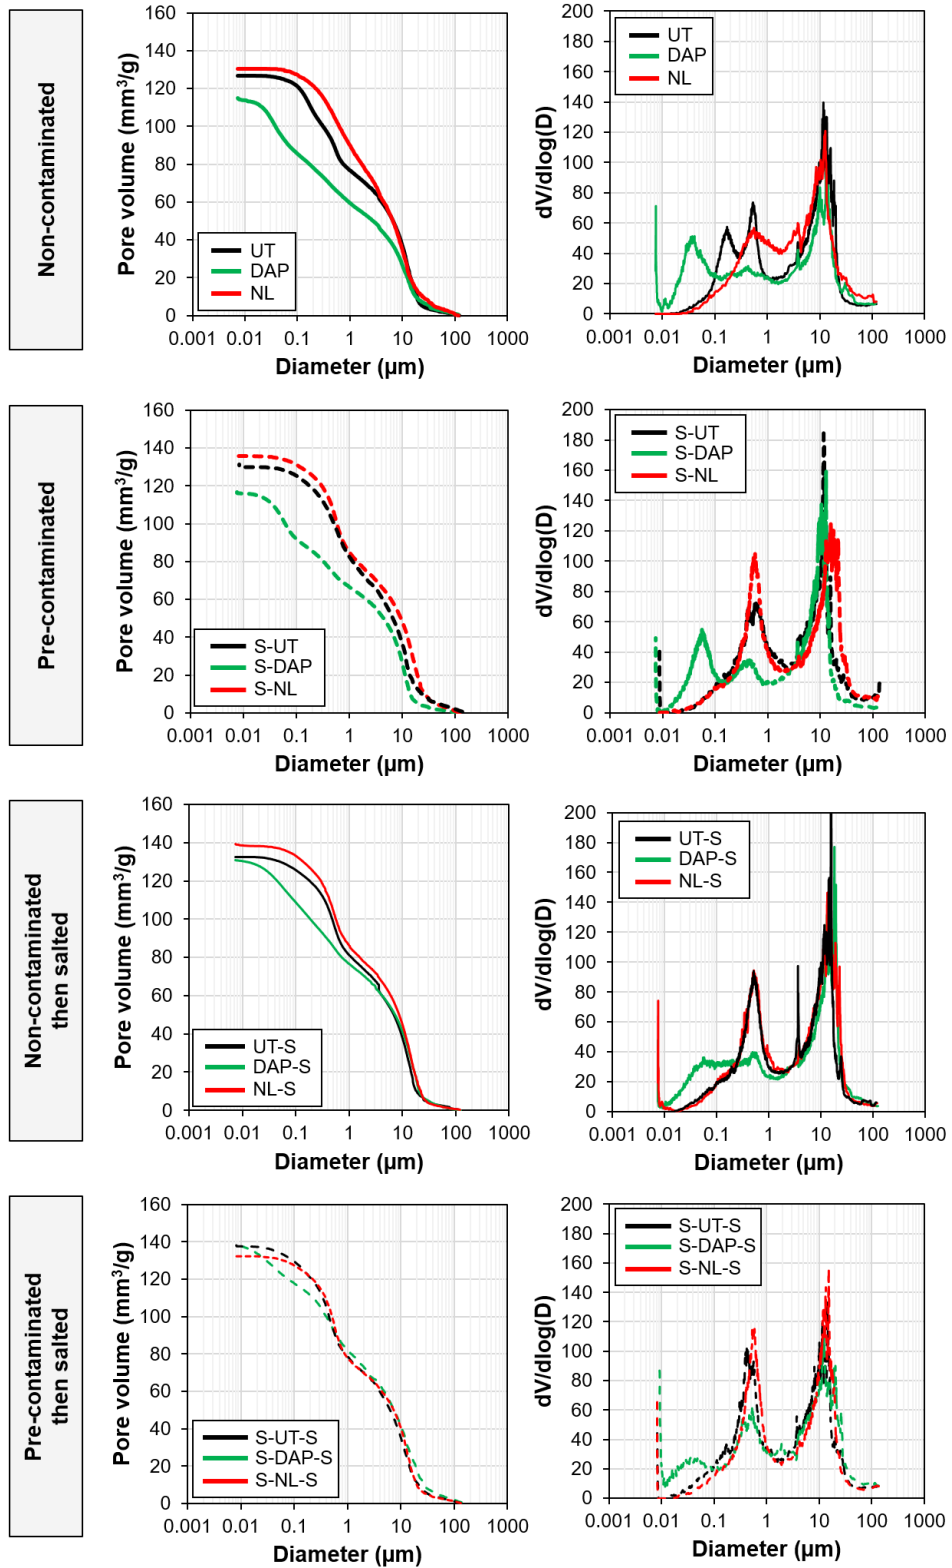 Non-contaminated
Pore volume (mm³/g)
160
140
120
100
80
60
40
20
0
UT
DAP
NL
0.001 0.01 0.1 1 10 100 1000
Diameter (µm)
dV/dlog(D)
200
180
160
140
120
100
80
60
40
20
0
UT
DAP
NL
0.001 0.01 0.1 1 10 100 1000
Diameter (µm)
Pre-contaminated
Pore volume (mm³/g)
160
140
120
100
80
60
40
20
0
S-UT
S-DAP
S-NL
0.001 0.01 0.1 1 10 100 1000
Diameter (µm)
dV/dlog(D)
200
180
160
140
120
100
80
60
40
20
0
S-UT
S-DAP
S-NL
0.001 0.01 0.1 1 10 100 1000
Diameter (µm)
Non-contaminated
then salted
Pore volume (mm³/g)
160
140
120
100
80
60
40
20
0
UT-S
DAP-S
NL-S
0.001 0.01 0.1 1 10 100 1000
Diameter (µm)
dV/dlog(D)
200
180
160
140
120
100
80
60
40
20
0
UT-S
DAP-S
NL-S
0.001 0.01 0.1 1 10 100 1000
Diameter (µm)
Pre-contaminated
then salted
Pore volume (mm³/g)
160
140
120
100
80
60
40
20
0
S-UT-S
S-DAP-S
S-NL-S
0.001 0.01 0.1 1 10 100 1000
Diameter (µm)
dV/dlog(D)
200
180
160
140
120
100
80
60
40
20
0
S-UT-S
S-DAP-S
S-NL-S
0.001 0.01 0.1 1 10 100 1000
Diameter (µm)